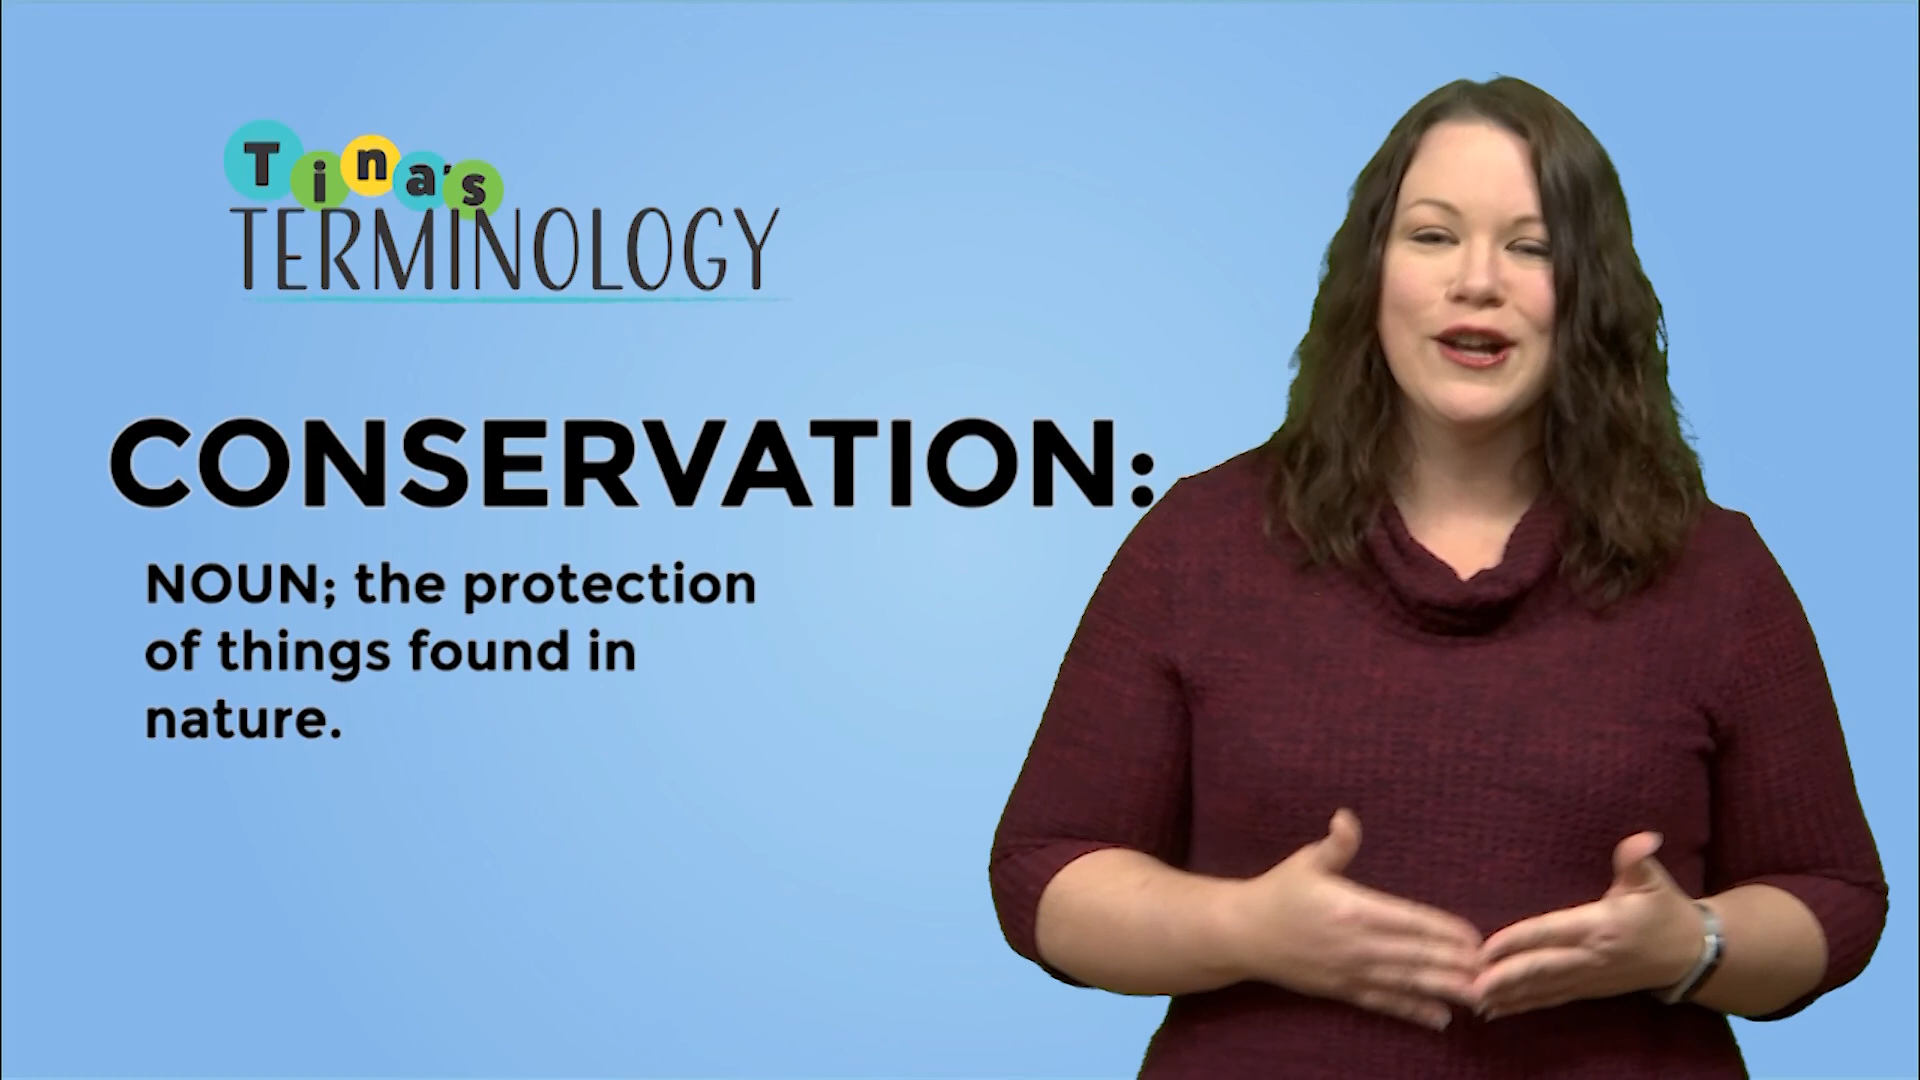 Tina's
TERMINOLOGY
CONSERVATION:
NOUN; the protection
of things found in
nature.